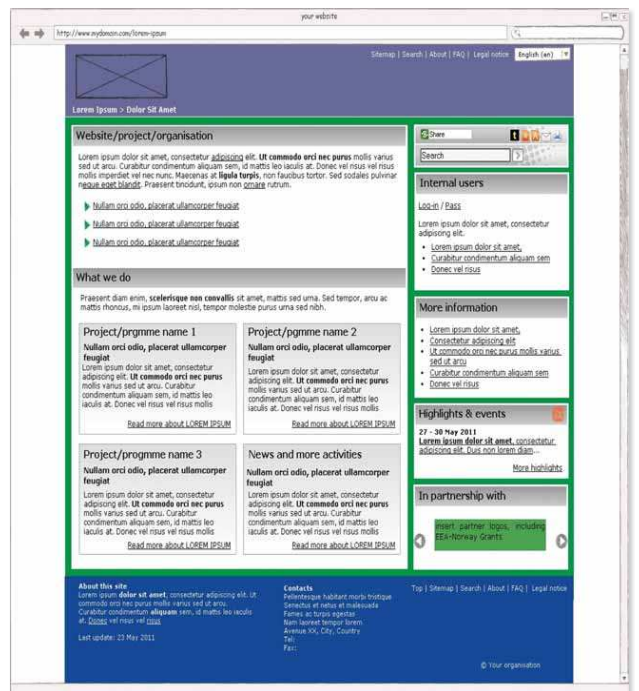 your website
http://www.mydomain.com/lorem-ipsum
Sitemap | Search | About | FAQ | Legal notice English (en)
Lorem Ipsum > Dolor Sit Amet
Website/project/organisation
Lorem ipsum dolor sit amet, consectetur adipiscing elit. Ut commodo orci nec purus mollis varius
sed ut arcu. Curabitur condimentum aliquam sem, id mattis leo iaculis at. Donec vel risus vel risus
mollis imperdiet vel nec nunc. Maecenas at ligula turpis, non faucibus tortor. Sed sodales pulvinar
neque eget blandit. Praesent tincidunt, ipsum non ornare rutrum.
Nullam orci odio, placerat ullamcorper feugiat
Nullam orci odio, placerat ullamcorper feugiat
Nullam orci odio, placerat ullamcorper feugiat
What we do
Praesent diam enim, scelerisque non convallis sit amet, mattis sed urna. Sed tempor, arcu ac
mattis rhoncus, mi ipsum laoreet nisl, tempor molestie purus urna sed nibh.
Project/prgmme name 1
Nullam orci odio, placerat ullamcorper
feugiat
Lorem ipsum dolor sit amet, consectetur
adipiscing elit. Ut commodo orci nec purus
mollis varius sed ut arcu. Curabitur
condimentum aliquam sem, id mattis leo
iaculis at. Donec vel risus vel risus mollis
Read more about LOREM IPSUM
Project/pgmme name 2
Nullam orci odio, placerat ullamcorper
feugiat
Lorem ipsum dolor sit amet, consectetur
adipiscing elit. Ut commodo orci nec purus
mollis varius sed ut arcu. Curabitur
condimentum aliquam sem, id mattis leo
iaculis at. Donec vel risus vel risus mollis
Read more about LOREM IPSUM
Project/progmme name 3
Nullam orci odio, placerat ullamcorper
feugiat
Lorem ipsum dolor sit amet, consectetur
adipiscing elit. Ut commodo orci nec purus
mollis varius sed ut arcu. Curabitur
condimentum aliquam sem, id mattis leo
iaculis at. Donec vel risus vel risus mollis
Read more about LOREM IPSUM
News and more activities
Nullam orci odio, placerat ullamcorper
feugiat
Lorem ipsum dolor sit amet, consectetur
adipiscing elit. Ut commodo orci nec purus
mollis varius sed ut arcu. Curabitur
condimentum aliquam sem, id mattis leo
iaculis at. Donec vel risus vel risus mollis
Read more about LOREM IPSUM
Share t
Search
Internal users
Log-in / Pass
Lorem ipsum dolor sit amet, consectetur
adipiscing elit.
Lorem ipsum dolor sit amet,
Curabitur condimentum aliquam sem
Donec vel risus
More information
Lorem ipsum dolor sit amet,
Consectetur adipiscing elit
Ut commodo orci nec purus mollis varius
sed ut arcu
Curabitur condimentum aliquam sem
Donec vel risus
Highlights & events
27 - 30 May 2011
Lorem ipsum dolor sit amet, consectetur
adipiscing elit. Duis non lorem diam...
More highlights
In partnership with
insert partner logos, including
EEA-Norway Grants
About this site
Lorem ipsum dolor sit amet, consectetur adipiscing elit. Ut
commodo orci nec purus mollis varius sed ut arcu.
Curabitur condimentum aliquam sem, id mattis leo iaculis
at. Donec vel risus vel risus
Last update: 23 May 2011
Contacts
Pellentesque habitant morbi tristique
Senectus et netus et malesuada
Fames ac turpis egestas
Nam laoreet tempor lorem
Avenue XX, City, Country
Tel:
Fax:
Top | Sitemap | Search | About | FAQ | Legal notice
© Your organisation